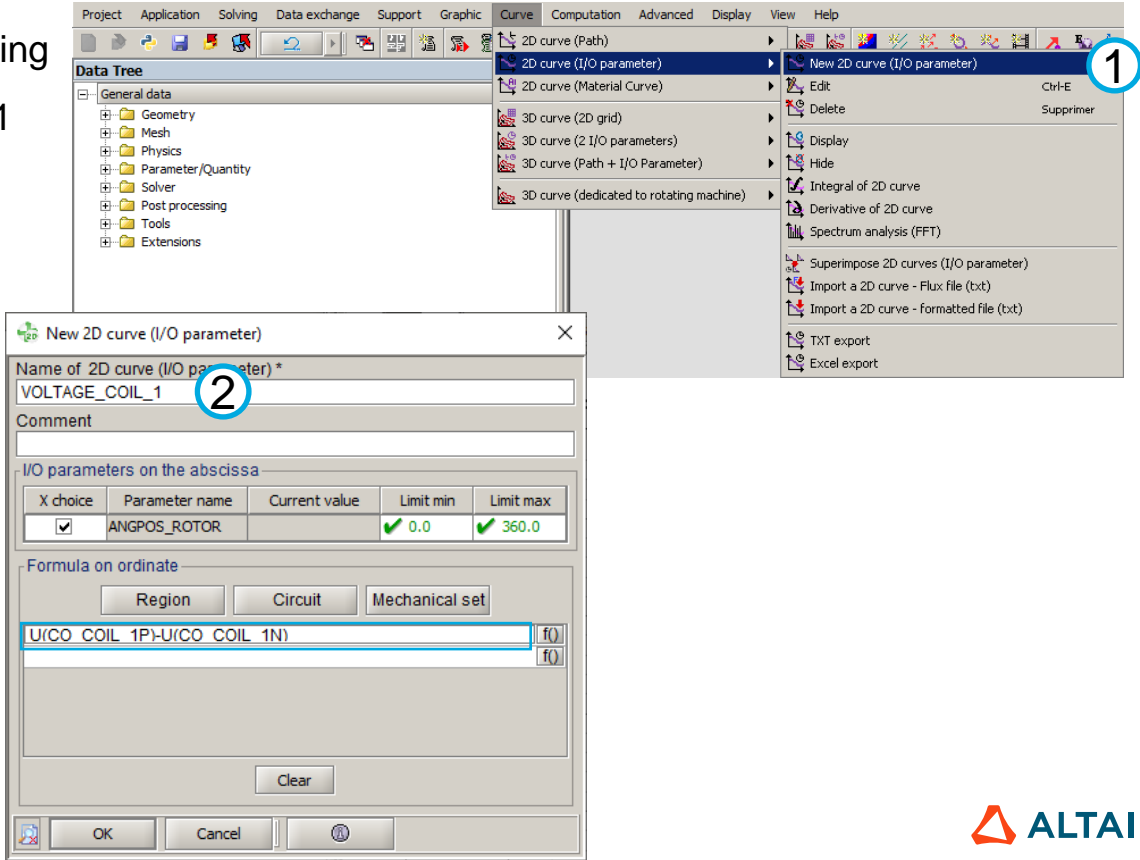 Project Application Solving Data exchange Support Graphic Curve Computation Advanced Display View Help
ing
1
Data Tree
General data
Geometry
Mesh
Physics
Parameter/Quantity
Solver
Post processing
Tools
Extensions
2D curve (Path)
2D curve (I/O parameter)
2D curve (Material Curve)
3D curve (2D grid)
3D curve (2 I/O parameters)
3D curve (Path + I/O Parameter)
3D curve (dedicated to rotating machine)
New 2D curve (I/O parameter)
1
Edit Ctrl-E
Delete Supprimer
Display
Hide
Integral of 2D curve
Derivative of 2D curve
Spectrum analysis (FFT)
Superimpose 2D curves (I/O parameter)
Import a 2D curve - Flux file (txt)
Import a 2D curve - formatted file (txt)
TXT export
Excel export
New 2D curve (I/O parameter)
Name of 2D curve (I/O parameter) *
VOLTAGE_COIL_1
2
Comment
I/O parameters on the abscissa
X choice Parameter name Current value Limit min Limit max
ANGPOS_ROTOR 0.0 360.0
Formula on ordinate
Region Circuit Mechanical set
U(CO_COIL_1P)-U(CO_COIL_1N) f()
f()
Clear
OK Cancel
ALTAI